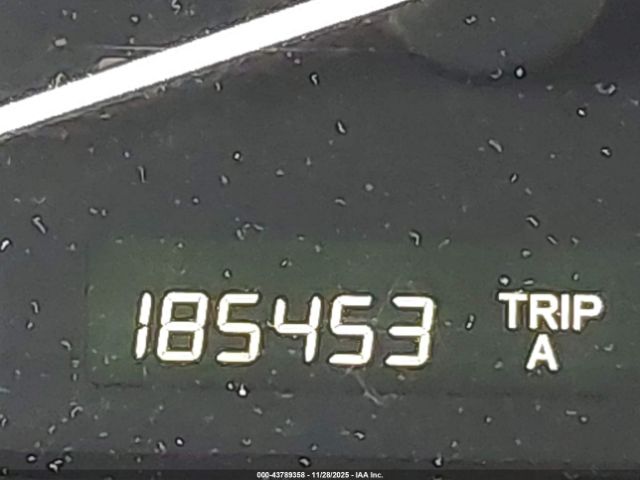 185453 TRIP
A
000-43789358 - 11/28/2025 - IAA Inc.